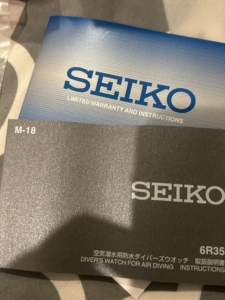 SEIKO
LIMITED WARRANTY AND INSTRUCTIONS
M-18
SEIKO
6R35
空気潜水用防水ダイバーズウオッチ 取扱説明書
DIVER'S WATCH FOR AIR DIVING INSTRUCTIONS